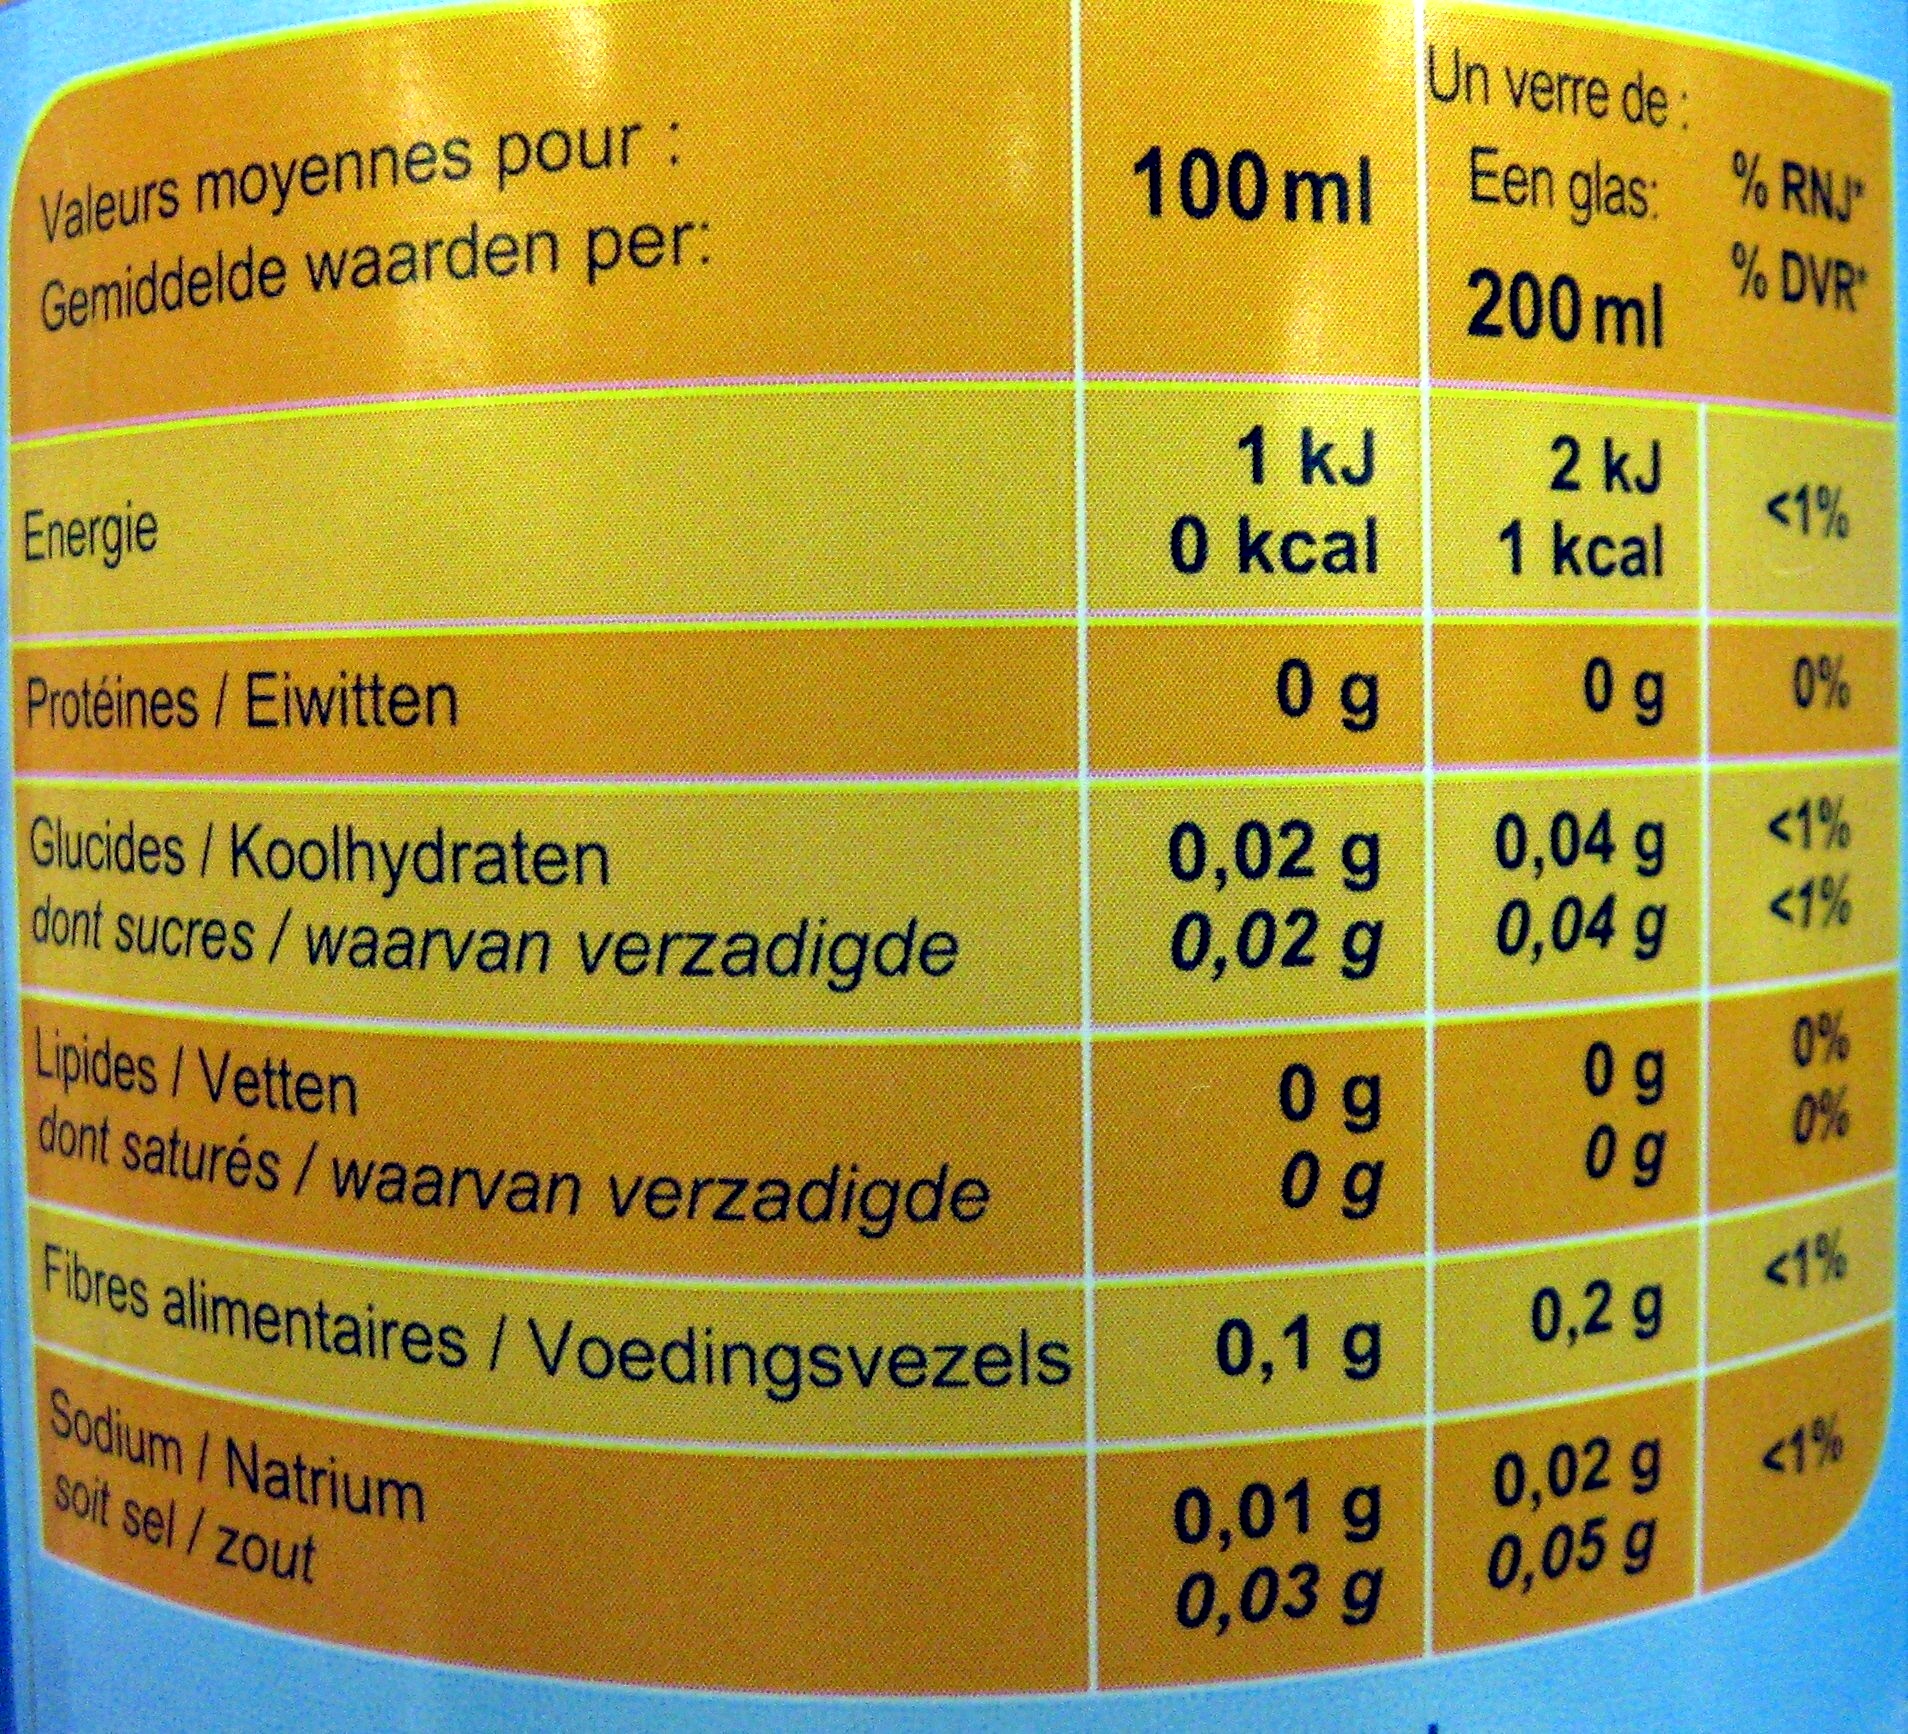 Valeurs moyennes pour :
Gemiddelde waarden per:
100 ml
Un verre de :
Een glas:
200 ml
% RNJ*
% DVR*
Energie
1 kJ 2 kJ
0 kcal 1 kcal
<1%
Protéines / Eiwitten 0 g 0 g 0%
Glucides / Koolhydraten 0,02 g 0,04 g <1%
dont sucres / waarvan verzadigde 0,02 g 0,04 g <1%
Lipides / Vetten 0 g 0 g 0%
dont saturés / waarvan verzadigde 0 g 0 g 0%
Fibres alimentaires / Voedingsvezels 0,1 g 0,2 g <1%
Sodium / Natrium 0,01 g 0,02 g <1%
soit sel / zout 0,03 g 0,05 g